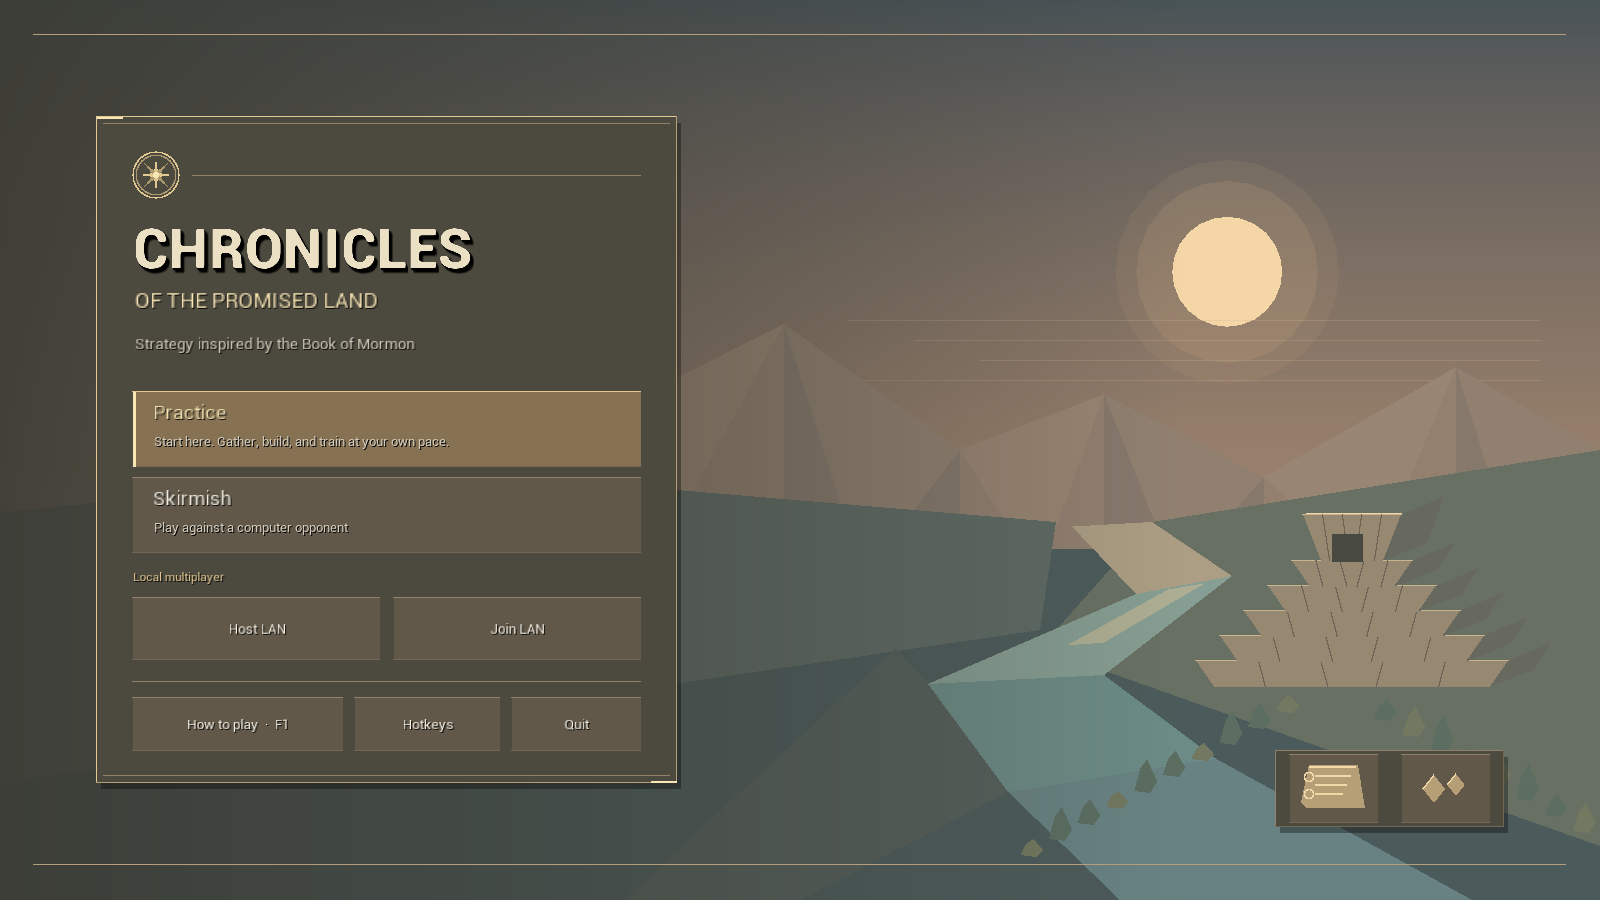 CHRONICLES
OF THE PROMISED LAND
Strategy inspired by the Book of Mormon
Practice
Start here. Gather, build, and train at your own pace.
Skirmish
Play against a computer opponent
Local multiplayer
Host LAN
Join LAN
How to play · F1
Hotkeys
Quit